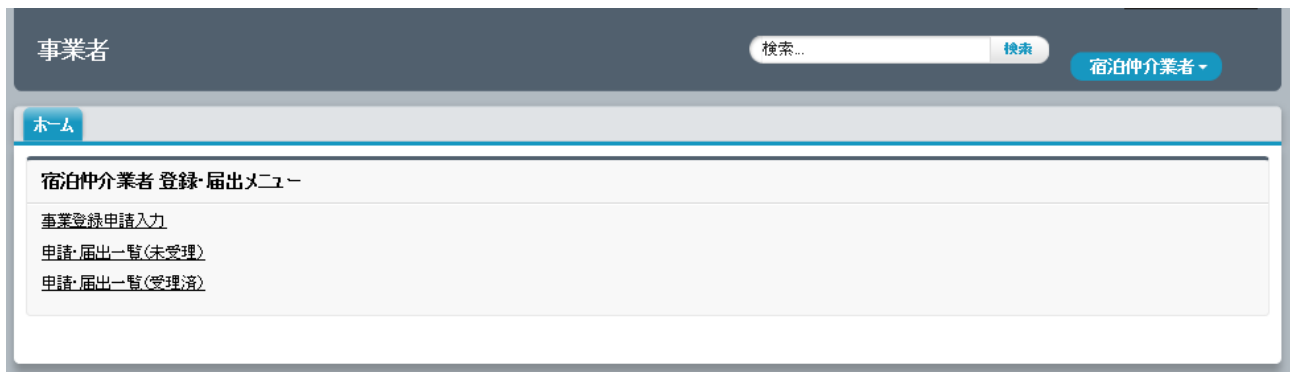 事業者
検索...
検索
宿泊仲介業者
ホーム
宿泊仲介業者 登録・届出メニュー
事業登録申請入力
申請・届出一覧(未受理)
申請・届出一覧(受理済)